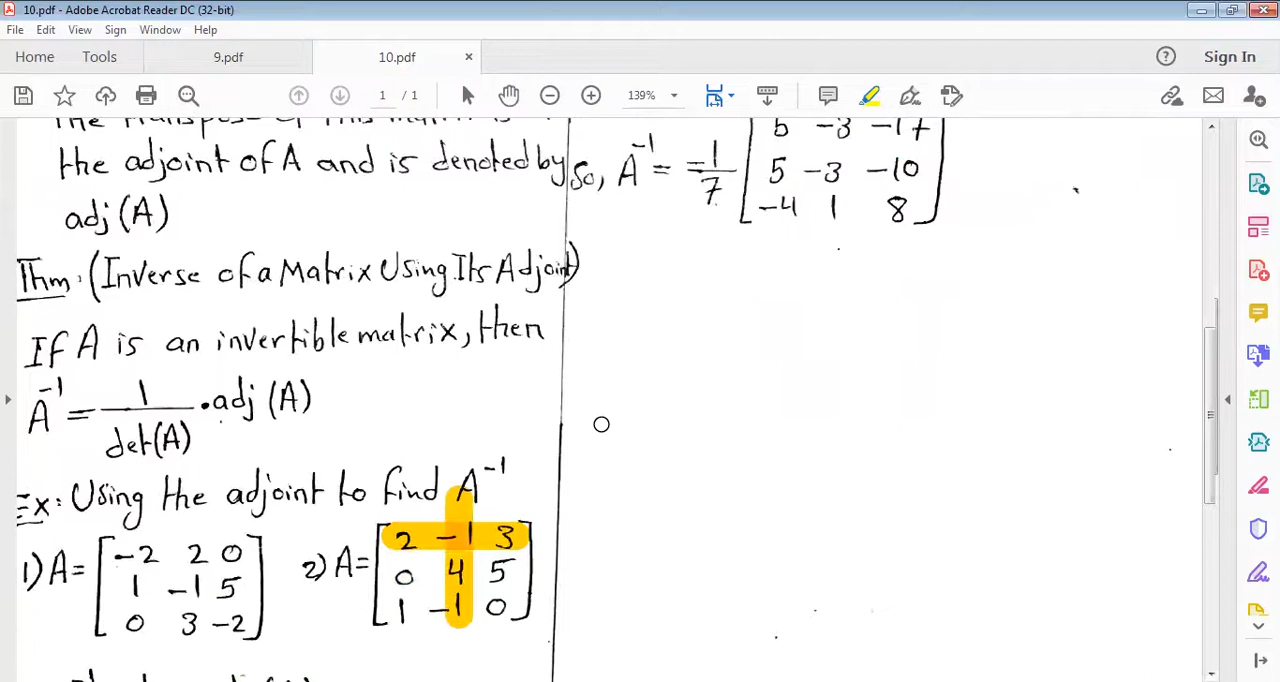 10.pdf - Adobe Acrobat Reader DC (32-bit)
File Edit View Sign Window Help
Home Tools 9.pdf 10.pdf × Sign In
1 / 1 139%
the adjoint of A and is denoted by
adj (A)
Thm: (Inverse of a Matrix Using Its Adjoint)
If A is an invertible matrix, then
A⁻¹ = 1/det(A) . adj (A)
Ex: Using the adjoint to find A⁻¹
1) A = [-2 2 0
1 -1 5
0 3 -2]
2) A = [2 -1 3
0 4 5
1 -1 0]
So, A⁻¹ = -1/7 [5 -3 -17
5 -3 -10
-4 1 8]